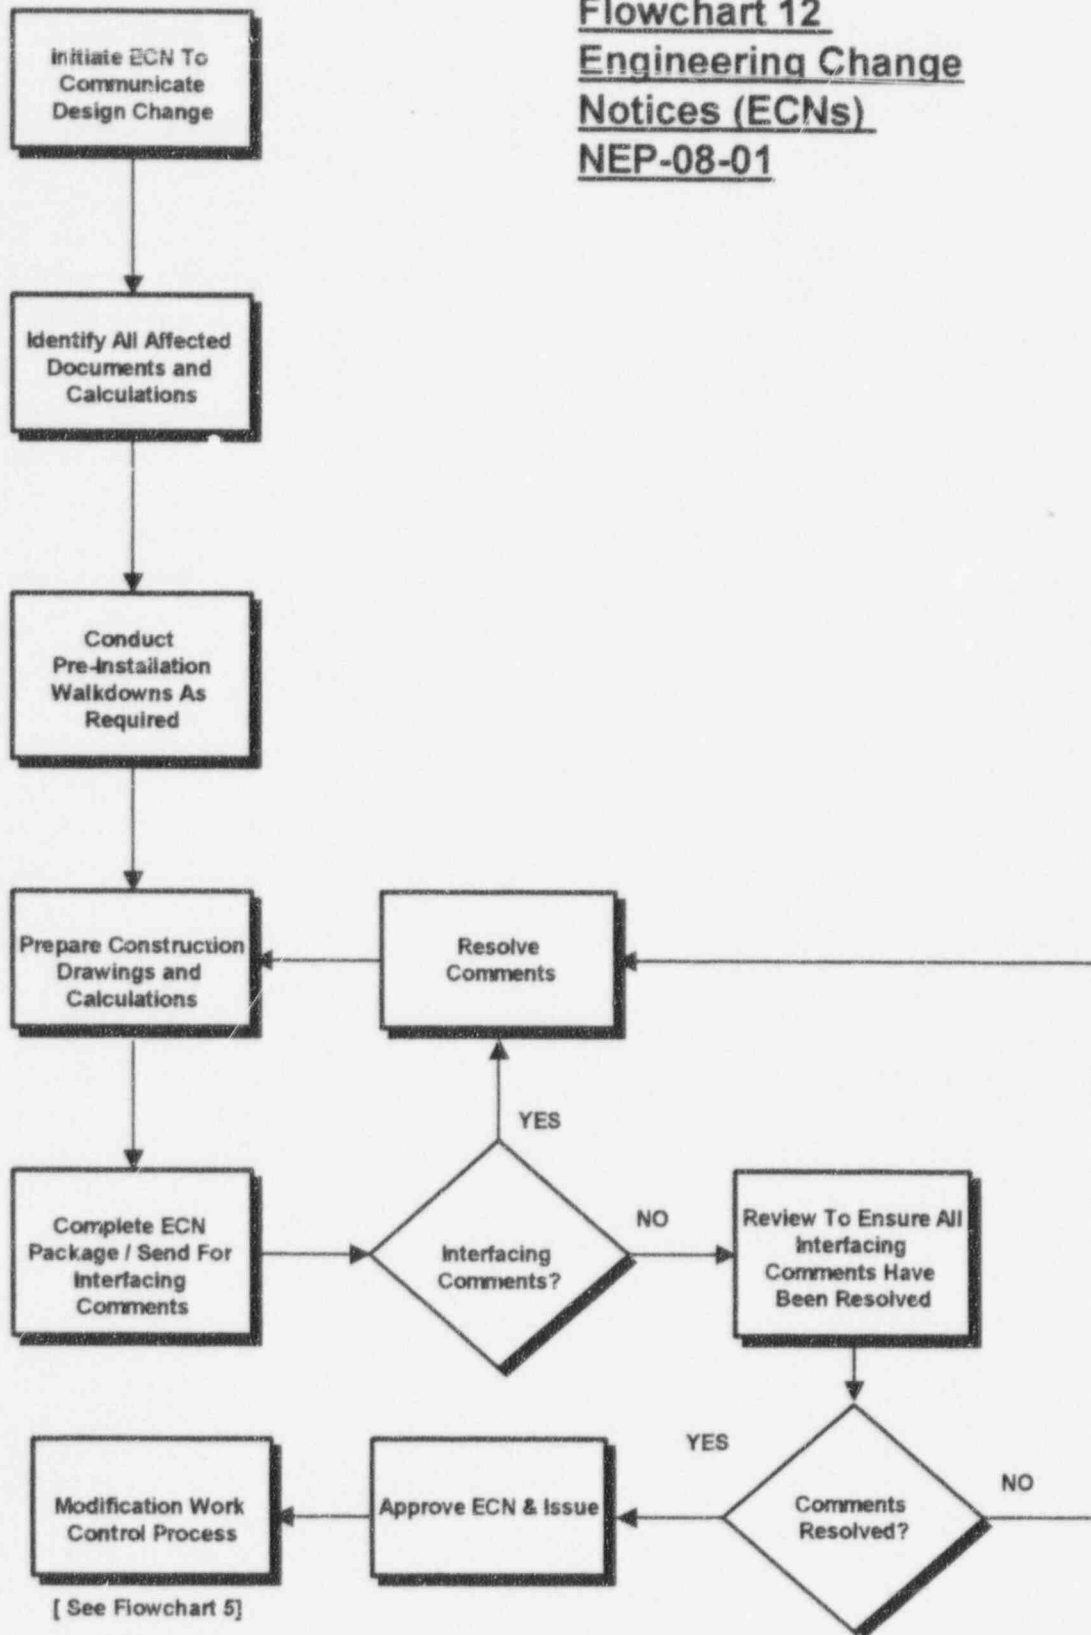 Flowchart 12
Engineering Change
Notices (ECNs)
NEP-08-01
Initiate ECN To
Communicate
Design Change
Identify All Affected
Documents and
Calculations
Conduct
Pre-Installation
Walkdowns As
Required
Prepare Construction
Drawings and
Calculations
Resolve
Comments
YES
Complete ECN
Package / Send For
Interfacing
Comments
Interfacing
Comments?
NO
Review To Ensure All
Interfacing
Comments Have
Been Resolved
YES
Comments
Resolved?
NO
Approve ECN & Issue
Modification Work
Control Process
[ See Flowchart 5]